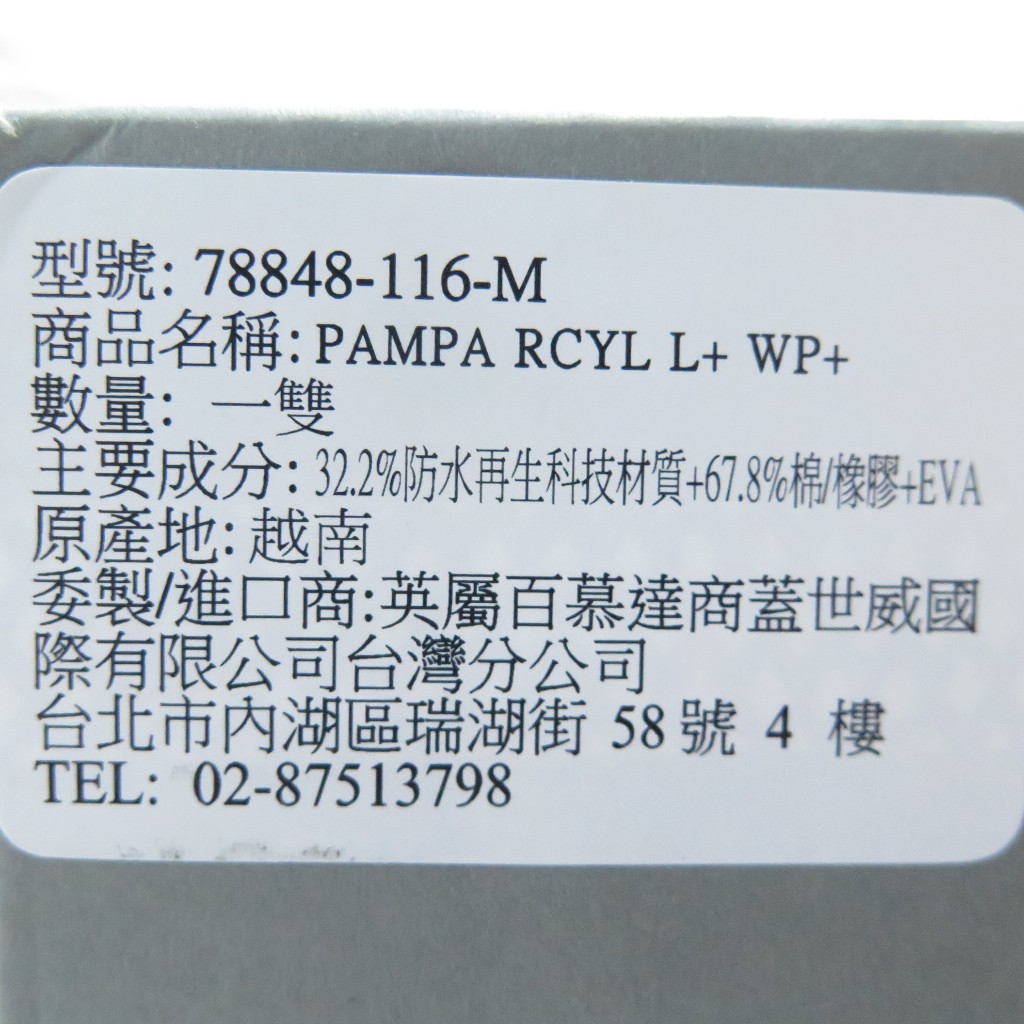 型號: 78848-116-M
商品名稱: PAMPA RCYL L+ WP+
數量: 一雙
主要成分: 32.2%防水再生科技材質+67.8%棉/橡膠+EVA
原產地: 越南
委製/進口商:英屬百慕達商蓋世威國
際有限公司台灣分公司
台北市內湖區瑞湖街 58號 4 樓
TEL: 02-87513798